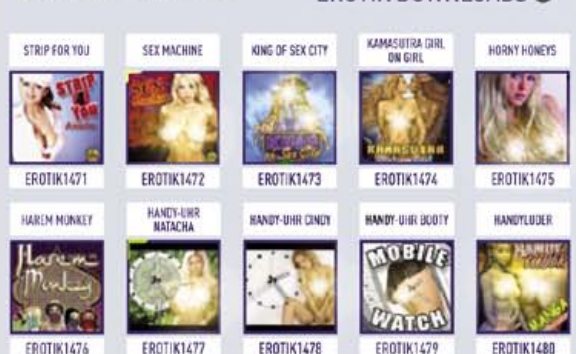 EROTIK DOWNLOADS
STRIP FOR YOU
SEX MACHINE
KING OF SEX CITY
KAMASUTRA GIRL
ON GIRL
HORNY HONEYS
STRIP
4
You
EROTIK1471
EROTIK1472
EROTIK1473
KAMASUTRA
EROTIK1474
EROTIK1475
HAREM MONKEY
HANDY-UHR
NATACHA
HANDY-UHR CINDY
HANDY-UHR BOOTY
HANDYLUDER
Harem
Minky
MOBILE
WATCH
MANGA
EROTIK1476
EROTIK1477
EROTIK1478
EROTIK1479
EROTIK1480